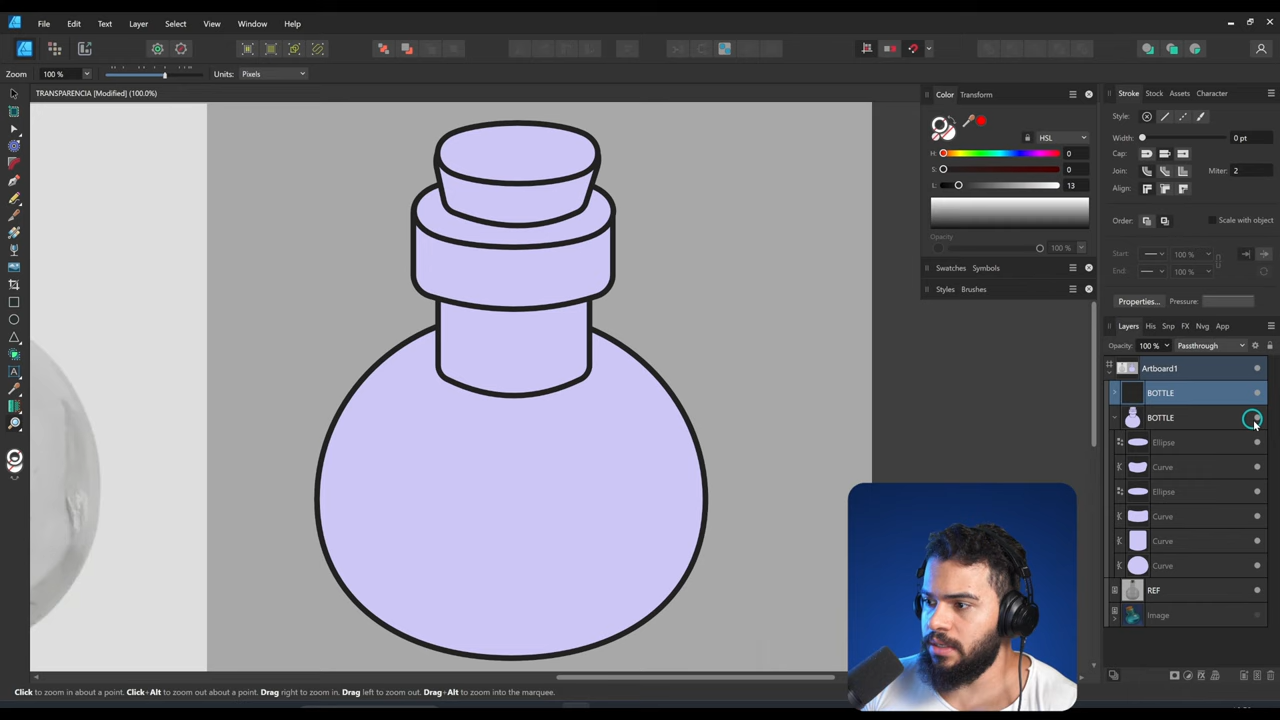 File Edit Text Layer Select View Window Help
Zoom 100 % Units: Pixels
TRANSPARENCIA [Modified] (100.0%)
Color Transform
HSL
H: 0
S: 0
L: 13
Opacity 100 %
Swatches Symbols
Styles Brushes
Stroke Stock Assets Character
Style:
Width: 0 pt
Cap:
Join: Miter: 2
Align:
Order: Scale with object
Start: 100 %
End: 100 %
Properties... Pressure:
Layers His Snp FX Nvg App
Opacity: 100 % Passthrough
Artboard1
BOTTLE
BOTTLE
Ellipse
Curve
Ellipse
Curve
Curve
Curve
REF
Image
Click to zoom in about a point. Click+Alt to zoom out about a point. Drag right to zoom in. Drag left to zoom out. Drag+Alt to zoom into the marquee.